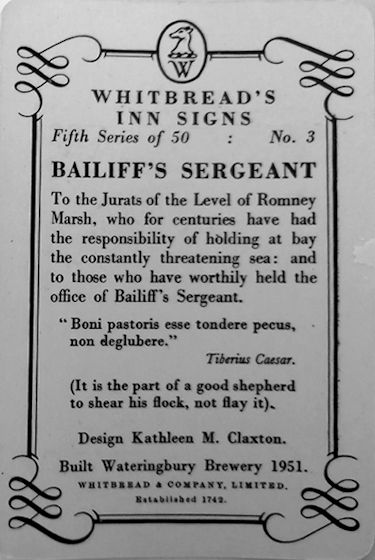 W
WHITBREAD'S
INN SIGNS
Fifth Series of 50 : No. 3
BAILIFF'S SERGEANT
To the Jurats of the Level of Romney
Marsh, who for centuries have had
the responsibility of holding at bay
the constantly threatening sea: and
to those who have worthily held the
office of Bailiff's Sergeant.
"Boni pastoris esse tondere pecus,
non deglubere."
Tiberius Caesar.
(It is the part of a good shepherd
to shear his flock, not flay it).
Design Kathleen M. Claxton.
Built Wateringbury Brewery 1951.
WHITBREAD & COMPANY, LIMITED.
Established 1742.